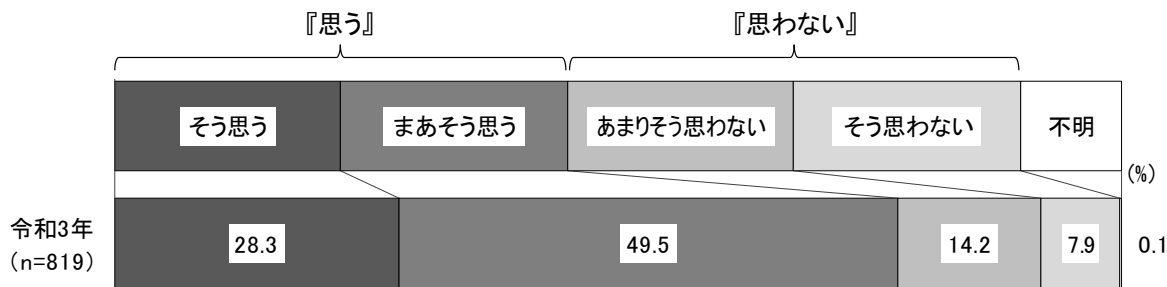 『思う』 『思わない』
そう思う まあそう思う あまりそう思わない そう思わない 不明
(%)
令和3年
(n=819)
28.3 49.5 14.2 7.9 0.1